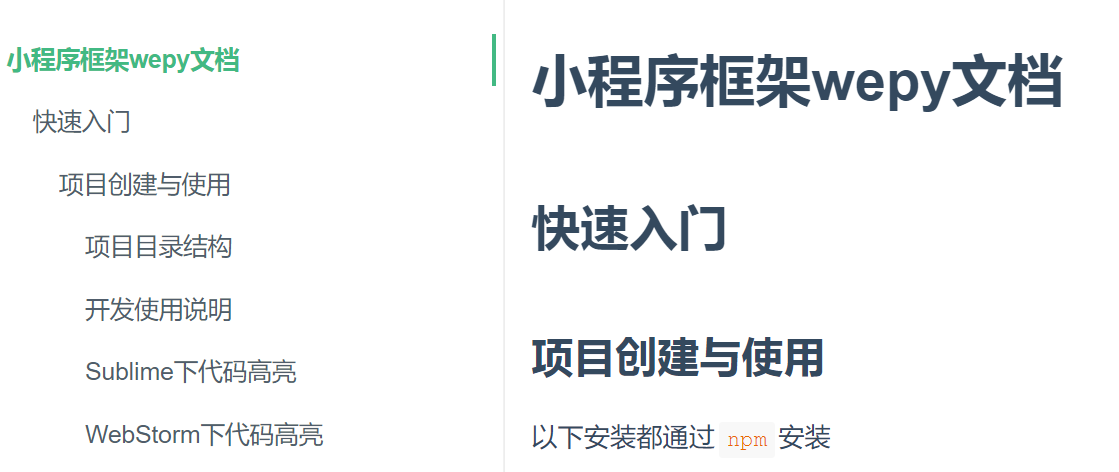 小程序框架wepy文档
快速入门
项目创建与使用
项目目录结构
开发使用说明
Sublime下代码高亮
WebStorm下代码高亮
小程序框架wepy文档
快速入门
项目创建与使用
以下安装都通过 npm 安装